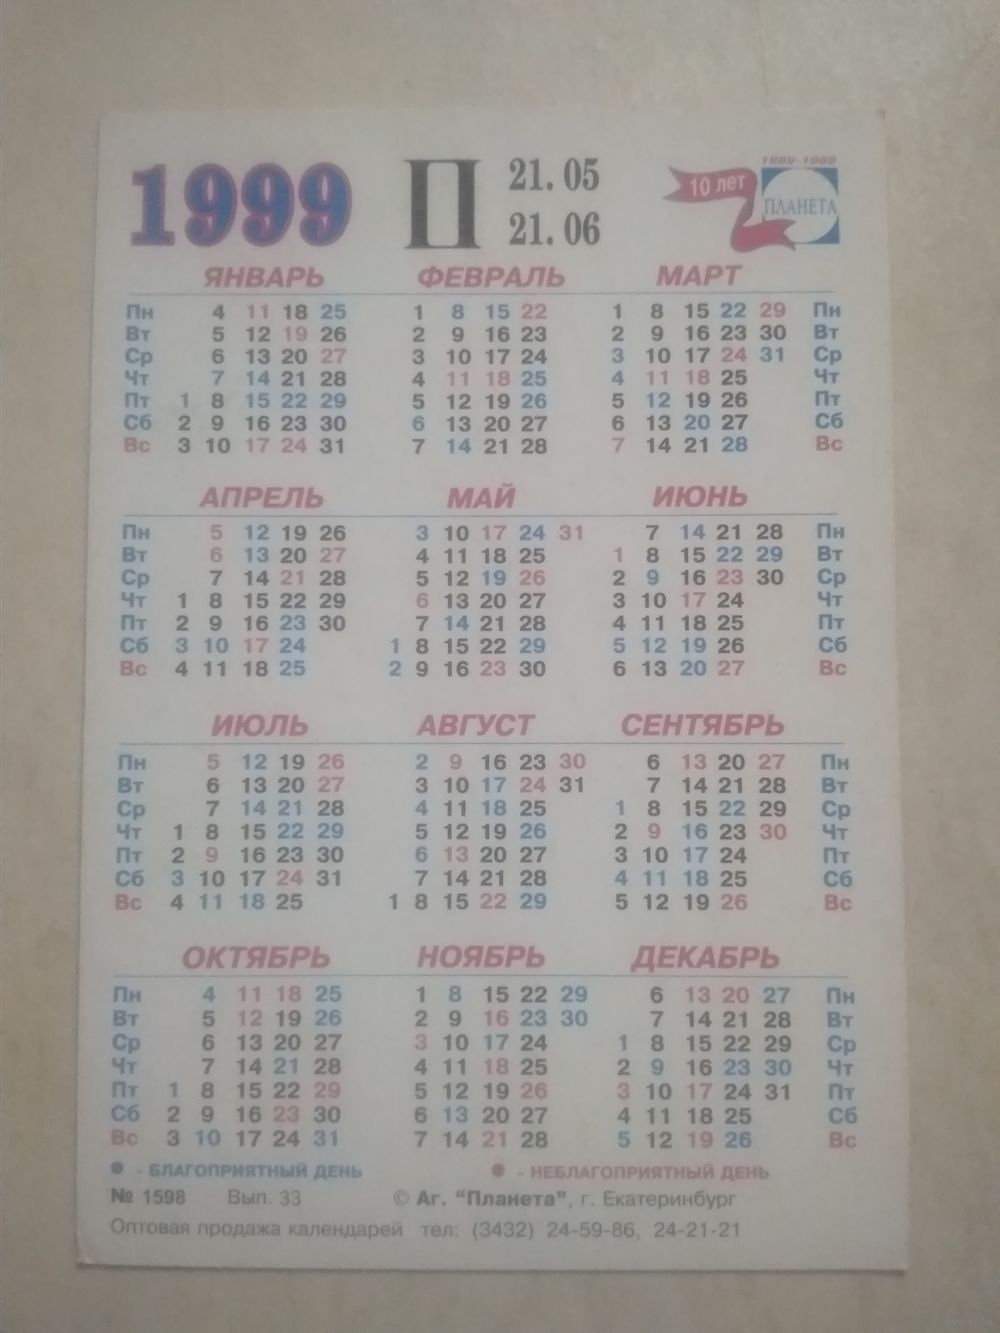 1999 П 21.05
21.06
1989-1999
10 лет
ПЛАНЕТА
ЯНВАРЬ ФЕВРАЛЬ МАРТ
Пн 4 11 18 25 1 8 15 22 1 8 15 22 29 Пн
Вт 5 12 19 26 2 9 16 23 2 9 16 23 30 Вт
Ср 6 13 20 27 3 10 17 24 3 10 17 24 31 Ср
Чт 7 14 21 28 4 11 18 25 4 11 18 25 Чт
Пт 1 8 15 22 29 5 12 19 26 5 12 19 26 Пт
Сб 2 9 16 23 30 6 13 20 27 6 13 20 27 Сб
Вс 3 10 17 24 31 7 14 21 28 7 14 21 28 Вс
АПРЕЛЬ МАЙ ИЮНЬ
Пн 5 12 19 26 3 10 17 24 31 7 14 21 28 Пн
Вт 6 13 20 27 4 11 18 25 1 8 15 22 29 Вт
Ср 7 14 21 28 5 12 19 26 2 9 16 23 30 Ср
Чт 1 8 15 22 29 6 13 20 27 3 10 17 24 Чт
Пт 2 9 16 23 30 7 14 21 28 4 11 18 25 Пт
Сб 3 10 17 24 1 8 15 22 29 5 12 19 26 Сб
Вс 4 11 18 25 2 9 16 23 30 6 13 20 27 Вс
ИЮЛЬ АВГУСТ СЕНТЯБРЬ
Пн 5 12 19 26 2 9 16 23 30 6 13 20 27 Пн
Вт 6 13 20 27 3 10 17 24 31 7 14 21 28 Вт
Ср 7 14 21 28 4 11 18 25 1 8 15 22 29 Ср
Чт 1 8 15 22 29 5 12 19 26 2 9 16 23 30 Чт
Пт 2 9 16 23 30 6 13 20 27 3 10 17 24 Пт
Сб 3 10 17 24 31 7 14 21 28 4 11 18 25 Сб
Вс 4 11 18 25 1 8 15 22 29 5 12 19 26 Вс
ОКТЯБРЬ НОЯБРЬ ДЕКАБРЬ
Пн 4 11 18 25 1 8 15 22 29 6 13 20 27 Пн
Вт 5 12 19 26 2 9 16 23 30 7 14 21 28 Вт
Ср 6 13 20 27 3 10 17 24 1 8 15 22 29 Ср
Чт 7 14 21 28 4 11 18 25 2 9 16 23 30 Чт
Пт 1 8 15 22 29 5 12 19 26 3 10 17 24 31 Пт
Сб 2 9 16 23 30 6 13 20 27 4 11 18 25 Сб
Вс 3 10 17 24 31 7 14 21 28 5 12 19 26 Вс
● - БЛАГОПРИЯТНЫЙ ДЕНЬ ● - НЕБЛАГОПРИЯТНЫЙ ДЕНЬ
№ 1598 Вып. 33 © Аг. "Планета", г. Екатеринбург
Оптовая продажа календарей тел: (3432) 24-59-86, 24-21-21